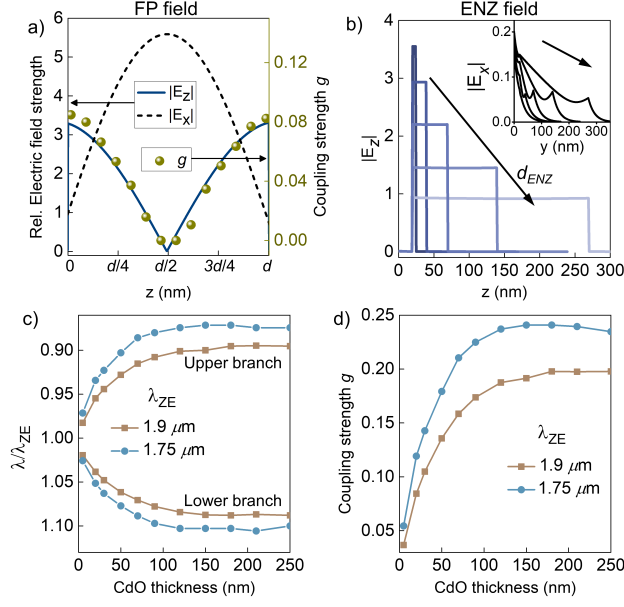 FP field
a)
Rel. Electric field strength
6
5
4
3
2
1
0
|E_Z|
|E_X|
g
0.12
0.08
0.04
0.00
Coupling strength g
0 d/4 d/2 3d/4 d
z (nm)
ENZ field
b)
|E_Z|
4
3
2
1
0
d_ENZ
0 50 100 150 200 250 300
z (nm)
|E_X|
0.2
0.1
0.0
0 100 200 300
y (nm)
c)
λ/λ_ZE
0.90
0.95
1.00
1.05
1.10
Upper branch
λ_ZE
1.9 μm
1.75 μm
Lower branch
0 50 100 150 200 250
CdO thickness (nm)
d)
Coupling strength g
0.25
0.20
0.15
0.10
0.05
λ_ZE
1.9 μm
1.75 μm
0 50 100 150 200 250
CdO thickness (nm)